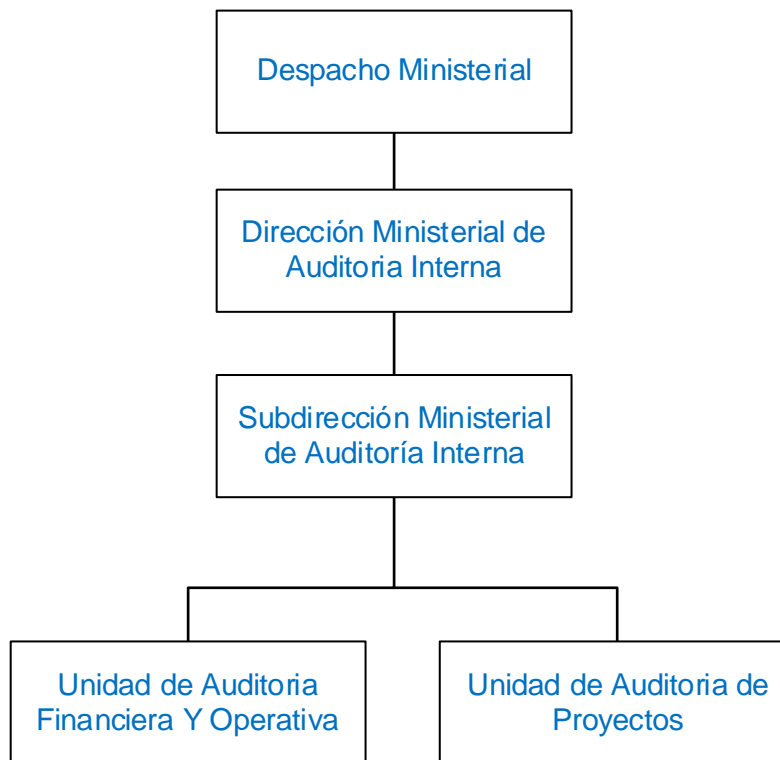 Despacho Ministerial
Dirección Ministerial de
Auditoria Interna
Subdirección Ministerial
de Auditoría Interna
Unidad de Auditoria
Financiera Y Operativa
Unidad de Auditoria de
Proyectos